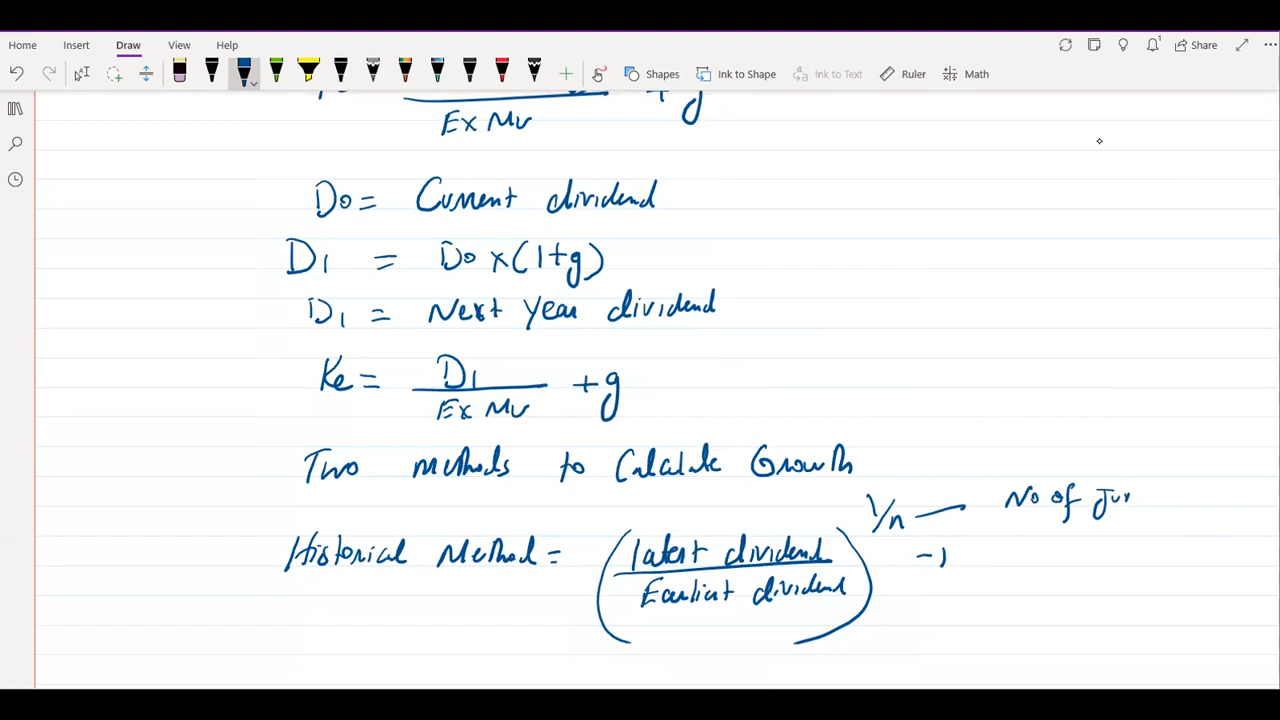 Home Insert Draw View Help Share
Shapes Ink to Shape Ink to Text Ruler Math
+ g
Ex Mv
Do = Current dividend
D1 = Do x (1+g)
D1 = Next year dividend
Ke = D1 / Ex Mv + g
Two methods to Calculate Growth
1/n — No of
Historical Method = (latest dividend / Earliest dividend) -1